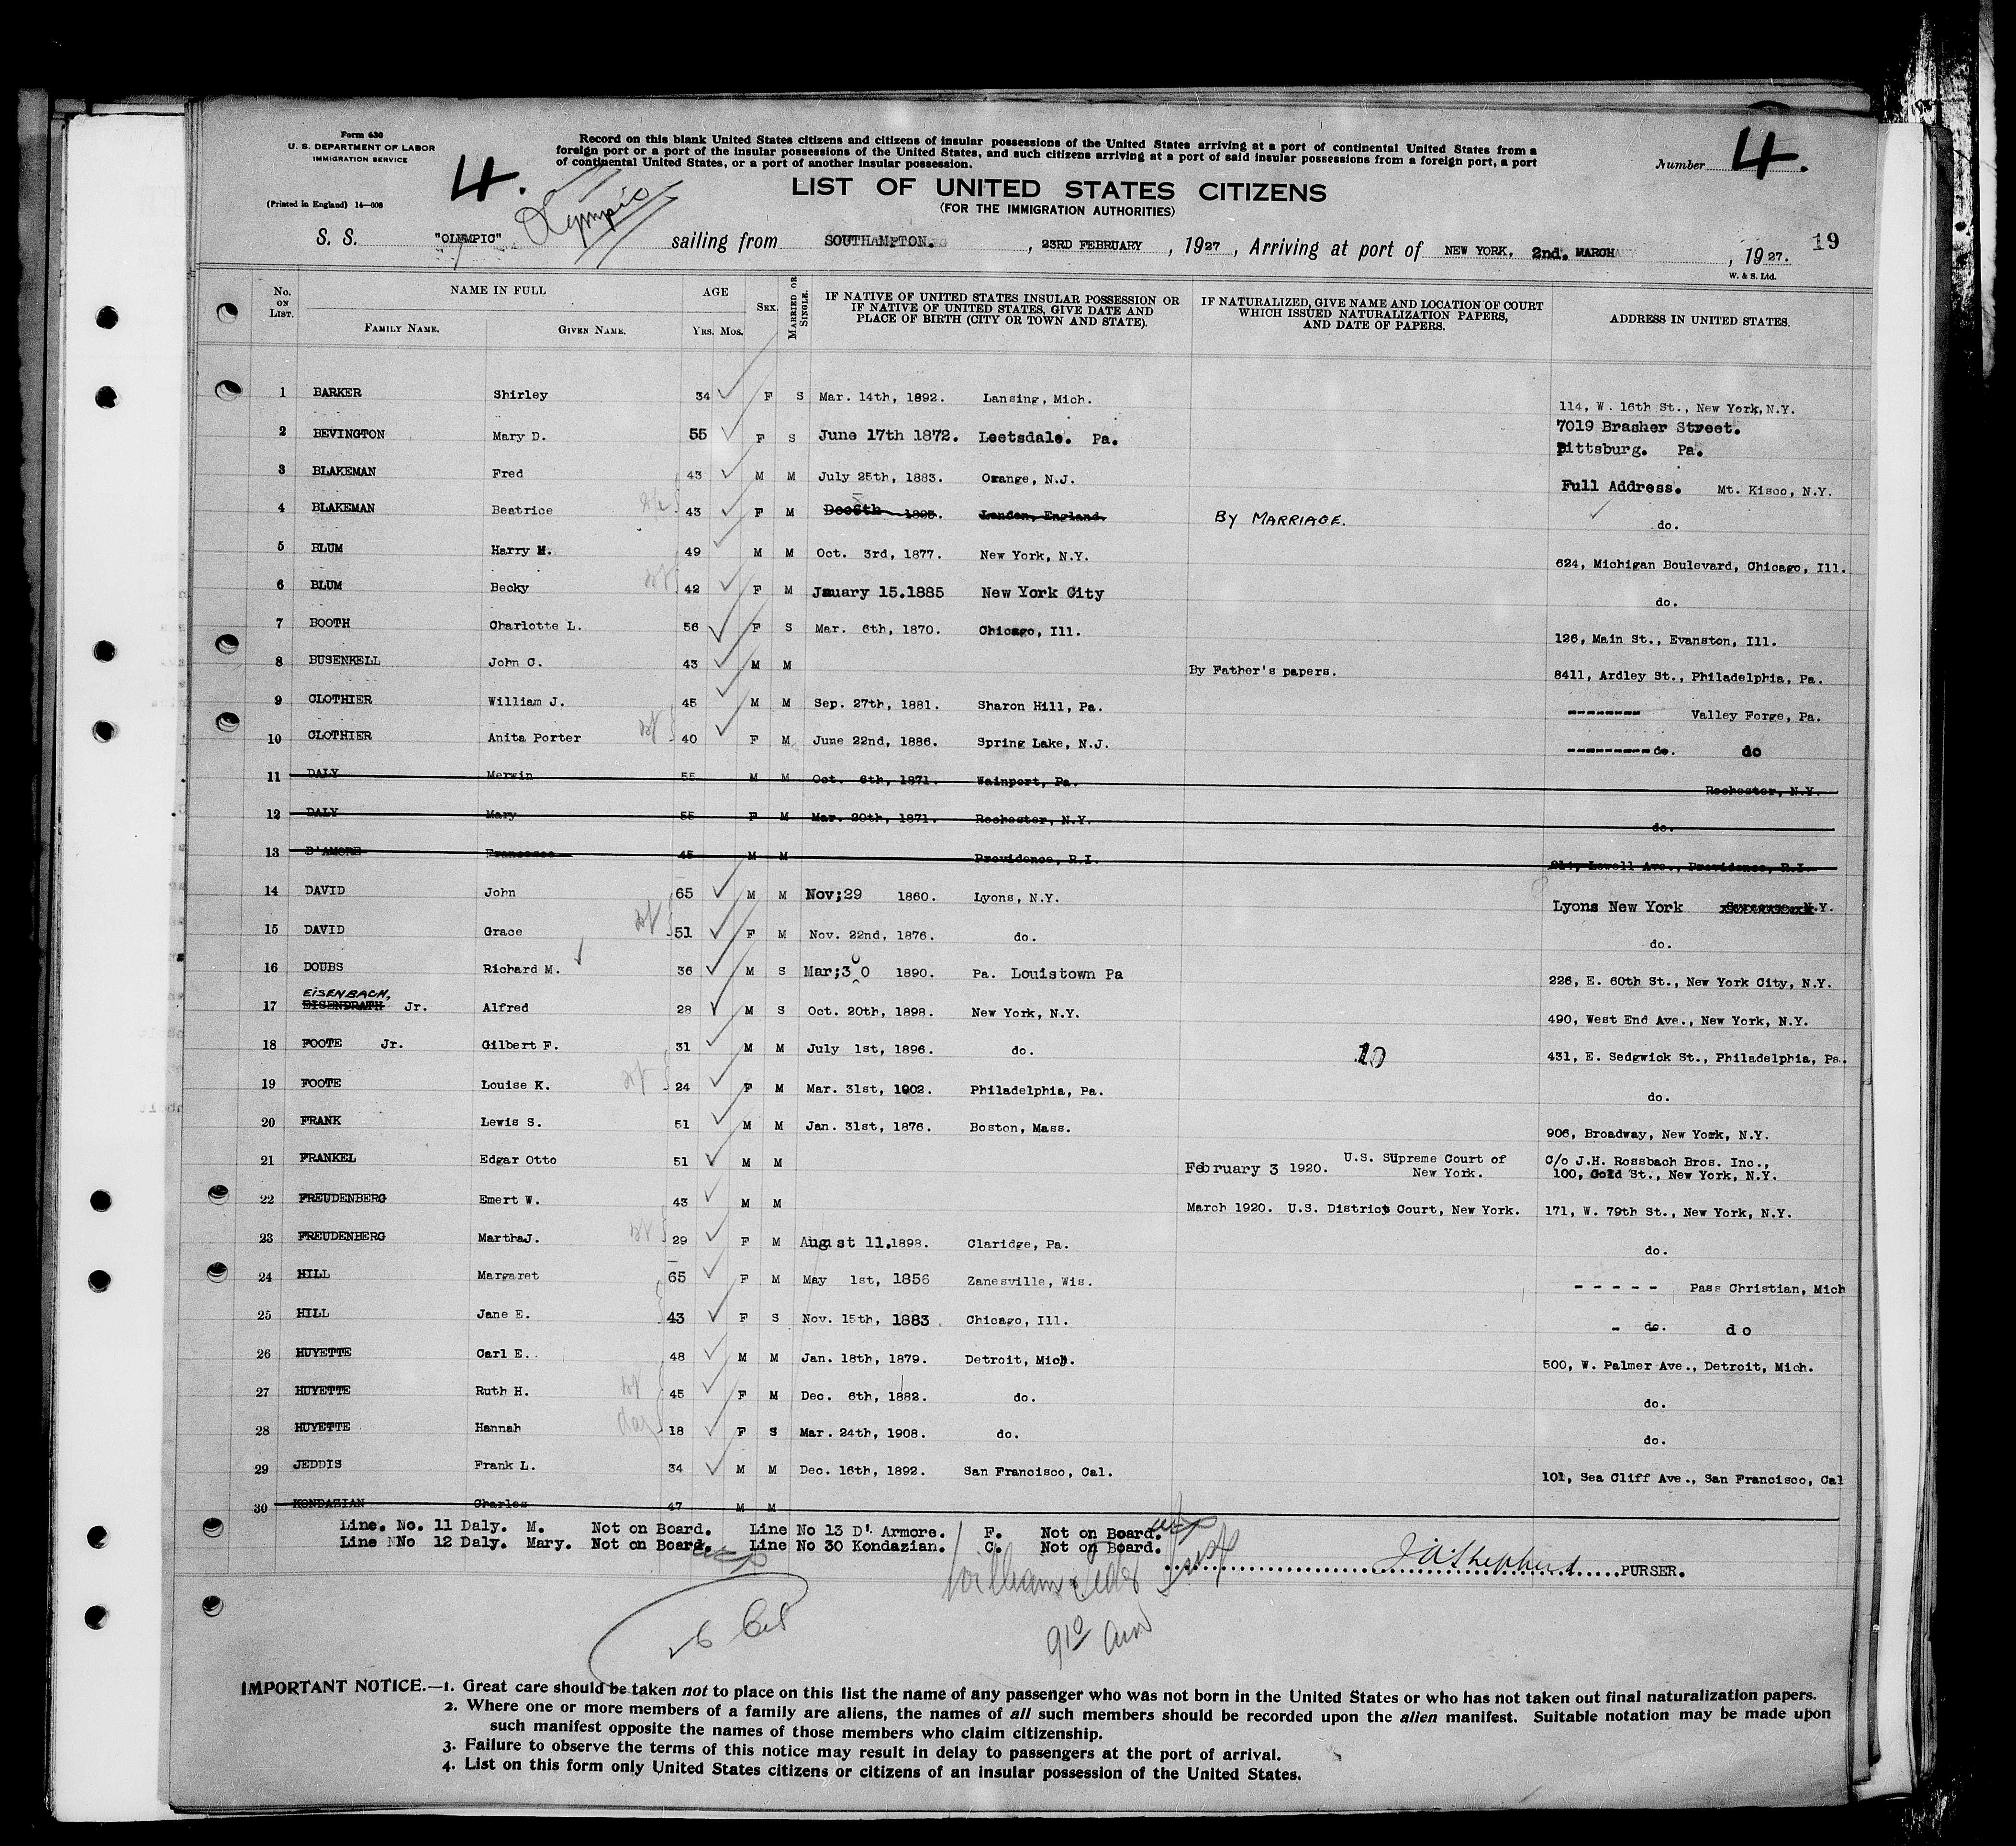 Form 630
U. S. DEPARTMENT OF LABOR
IMMIGRATION SERVICE
(Printed in England) 14—608
4.
Olympic
Record on this blank United States citizens and citizens of insular possessions of the United States arriving at a port of continental United States from a
foreign port or a port of the insular possessions of the United States, and such citizens arriving at a port of said insular possessions from a foreign port, a port
of continental United States, or a port of another insular possession.
Number 4.
LIST OF UNITED STATES CITIZENS
(FOR THE IMMIGRATION AUTHORITIES)
S. S. "OLYMPIC" sailing from SOUTHAMPTON. , 23RD FEBRUARY , 1927, Arriving at port of NEW YORK, 2nd. MARCH , 1927.
19
W. & S. Ltd.
No. ON LIST.
NAME IN FULL
FAMILY NAME. GIVEN NAME.
AGE
YRS. MOS.
SEX.
MARRIED OR SINGLE.
IF NATIVE OF UNITED STATES INSULAR POSSESSION OR
IF NATIVE OF UNITED STATES, GIVE DATE AND
PLACE OF BIRTH (CITY OR TOWN AND STATE).
IF NATURALIZED, GIVE NAME AND LOCATION OF COURT
WHICH ISSUED NATURALIZATION PAPERS,
AND DATE OF PAPERS.
ADDRESS IN UNITED STATES.
1 BARKER Shirley 34 F S Mar. 14th, 1892. Lansing, Mich. 114, W. 16th St., New York, N.Y.
2 BEVINGTON Mary D. 55 F S June 17th 1872. Leetsdale. Pa. 7019 Brasher Street.
Pittsburg. Pa.
3 BLAKEMAN Fred 43 M M July 25th, 1883. Orange, N.J. Full Address. Mt. Kisco, N.Y.
4 BLAKEMAN Beatrice 43 F M Dec6th 1895. London, England. By MARRIAGE. do.
5 BLUM Harry H. 49 M M Oct. 3rd, 1877. New York, N.Y. 624, Michigan Boulevard, Chicago, Ill.
6 BLUM Becky 42 F M January 15.1885 New York City do.
7 BOOTH Charlotte L. 56 F S Mar. 6th, 1870. Chicago, Ill. 126, Main St., Evanston, Ill.
8 BUSENKELL John C. 43 M M By Father's papers. 8411, Ardley St., Philadelphia, Pa.
9 CLOTHIER William J. 45 M M Sep. 27th, 1881. Sharon Hill, Pa. -------- Valley Forge, Pa.
10 CLOTHIER Anita Porter 40 F M June 22nd, 1886. Spring Lake, N.J. ---------do. do
11 DALY Merwin 55 M M Oct. 6th, 1871. Wainport, Pa. Rochester, N.Y.
12 DALY Mary 55 F M Mar. 20th, 1871. Rochester, N.Y. do.
13 D'AMORE Francesco 45 M M Providence, R.I. Lowell Ave., Providence, R.I.
14 DAVID John 65 M M Nov;29 1860. Lyons, N.Y. Lyons New York Syracuse, N.Y.
15 DAVID Grace 51 F M Nov. 22nd, 1876. do. do.
16 DOUBS Richard M. 36 M S Mar;30 1890. Pa. Louistown Pa 226, E. 60th St., New York City, N.Y.
EISENBACH,
17 EISENDRATH Jr. Alfred 28 M S Oct. 20th, 1898. New York, N.Y. 490, West End Ave., New York, N.Y.
18 FOOTE Jr. Gilbert F. 31 M M July 1st, 1896. do. 10 431, E. Sedgwick St., Philadelphia, Pa.
19 FOOTE Louise K. 24 F M Mar. 31st, 1902. Philadelphia, Pa. do.
20 FRANK Lewis S. 51 M M Jan. 31st, 1876. Boston, Mass. 906, Broadway, New York, N.Y.
21 FRANKEL Edgar Otto 51 M M February 3 1920. U.S. Supreme Court of New York. C/o J.H. Rossbach Bros. Inc.,
100, Gold St., New York, N.Y.
22 FREUDENBERG Emert W. 43 M M March 1920. U.S. District Court, New York. 171, W. 79th St., New York, N.Y.
23 FREUDENBERG MarthaJ. 29 F M August 11.1898. Claridge, Pa. do.
24 HILL Margaret 65 F M May 1st, 1856 Zanesville, Wis. - - - - - Pass Christian, Mich
25 HILL Jane E. 43 F S Nov. 15th, 1883 Chicago, Ill. - do. do
26 HUYETTE Carl E. 48 M M Jan. 18th, 1879. Detroit, Mich. 500, W. Palmer Ave., Detroit, Mich.
27 HUYETTE Ruth H. 45 F M Dec. 6th, 1882. do. do.
28 HUYETTE Hannah 18 F S Mar. 24th, 1908. do. do.
29 JEDDIS Frank L. 34 M M Dec. 16th, 1892. San Francisco, Cal. 101, Sea Cliff Ave., San Francisco, Cal
30 KONDAZIAN Charles 47 M M
Line. No. 11 Daly. M. Not on Board. Line No 13 D'. Armore. F. Not on Board.
Line NNo 12 Daly. Mary. Not on Board. Line No 30 Kondazian. C. Not on Board.
J A Shepherd PURSER.
IMPORTANT NOTICE.—1. Great care should be taken not to place on this list the name of any passenger who was not born in the United States or who has not taken out final naturalization papers.
2. Where one or more members of a family are aliens, the names of all such members should be recorded upon the alien manifest. Suitable notation may be made upon
such manifest opposite the names of those members who claim citizenship.
3. Failure to observe the terms of this notice may result in delay to passengers at the port of arrival.
4. List on this form only United States citizens or citizens of an insular possession of the United States.